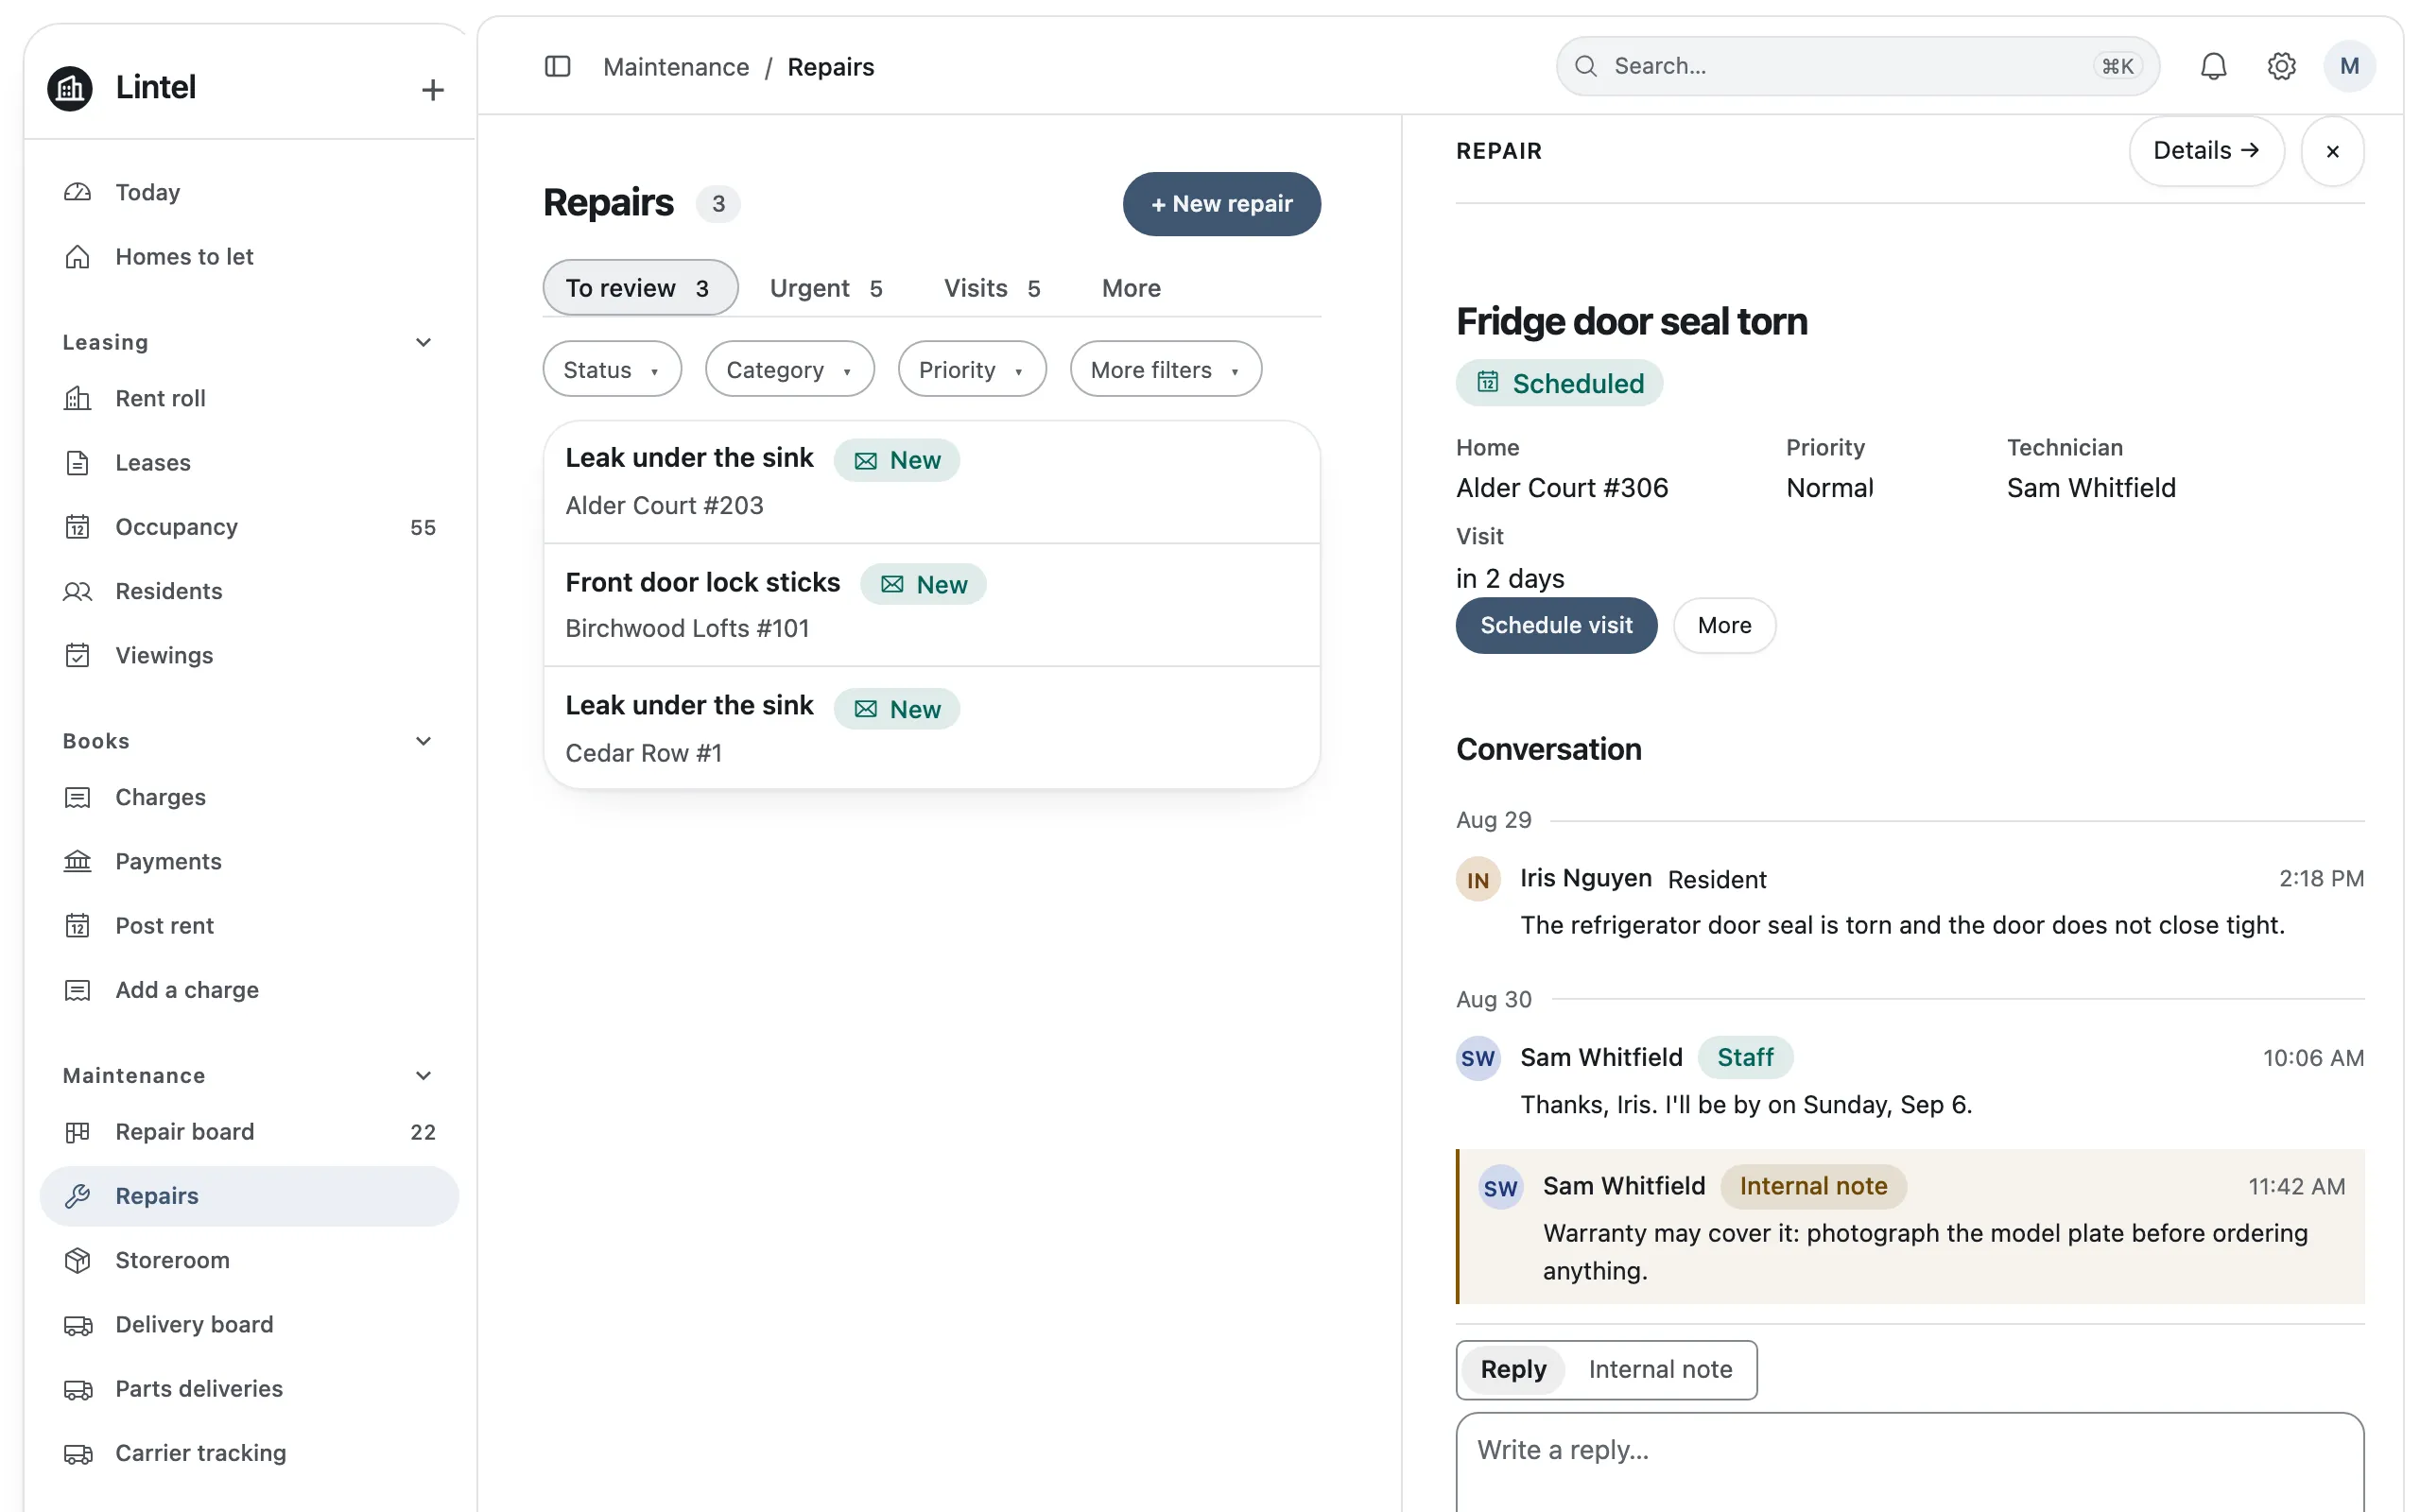 Lintel
Today
Homes to let
Leasing
Rent roll
Leases
Occupancy 55
Residents
Viewings
Books
Charges
Payments
Post rent
Add a charge
Maintenance
Repair board 22
Repairs
Storeroom
Delivery board
Parts deliveries
Carrier tracking
Maintenance / Repairs
Search... ⌘K
M
Repairs 3
+ New repair
To review 3 Urgent 5 Visits 5 More
Status Category Priority More filters
Leak under the sink New
Alder Court #203
Front door lock sticks New
Birchwood Lofts #101
Leak under the sink New
Cedar Row #1
REPAIR
Details →
×
Fridge door seal torn
Scheduled
Home Priority Technician
Alder Court #306 Normal Sam Whitfield
Visit
in 2 days
Schedule visit More
Conversation
Aug 29
IN Iris Nguyen Resident 2:18 PM
The refrigerator door seal is torn and the door does not close tight.
Aug 30
SW Sam Whitfield Staff 10:06 AM
Thanks, Iris. I'll be by on Sunday, Sep 6.
SW Sam Whitfield Internal note 11:42 AM
Warranty may cover it: photograph the model plate before ordering
anything.
Reply Internal note
Write a reply...